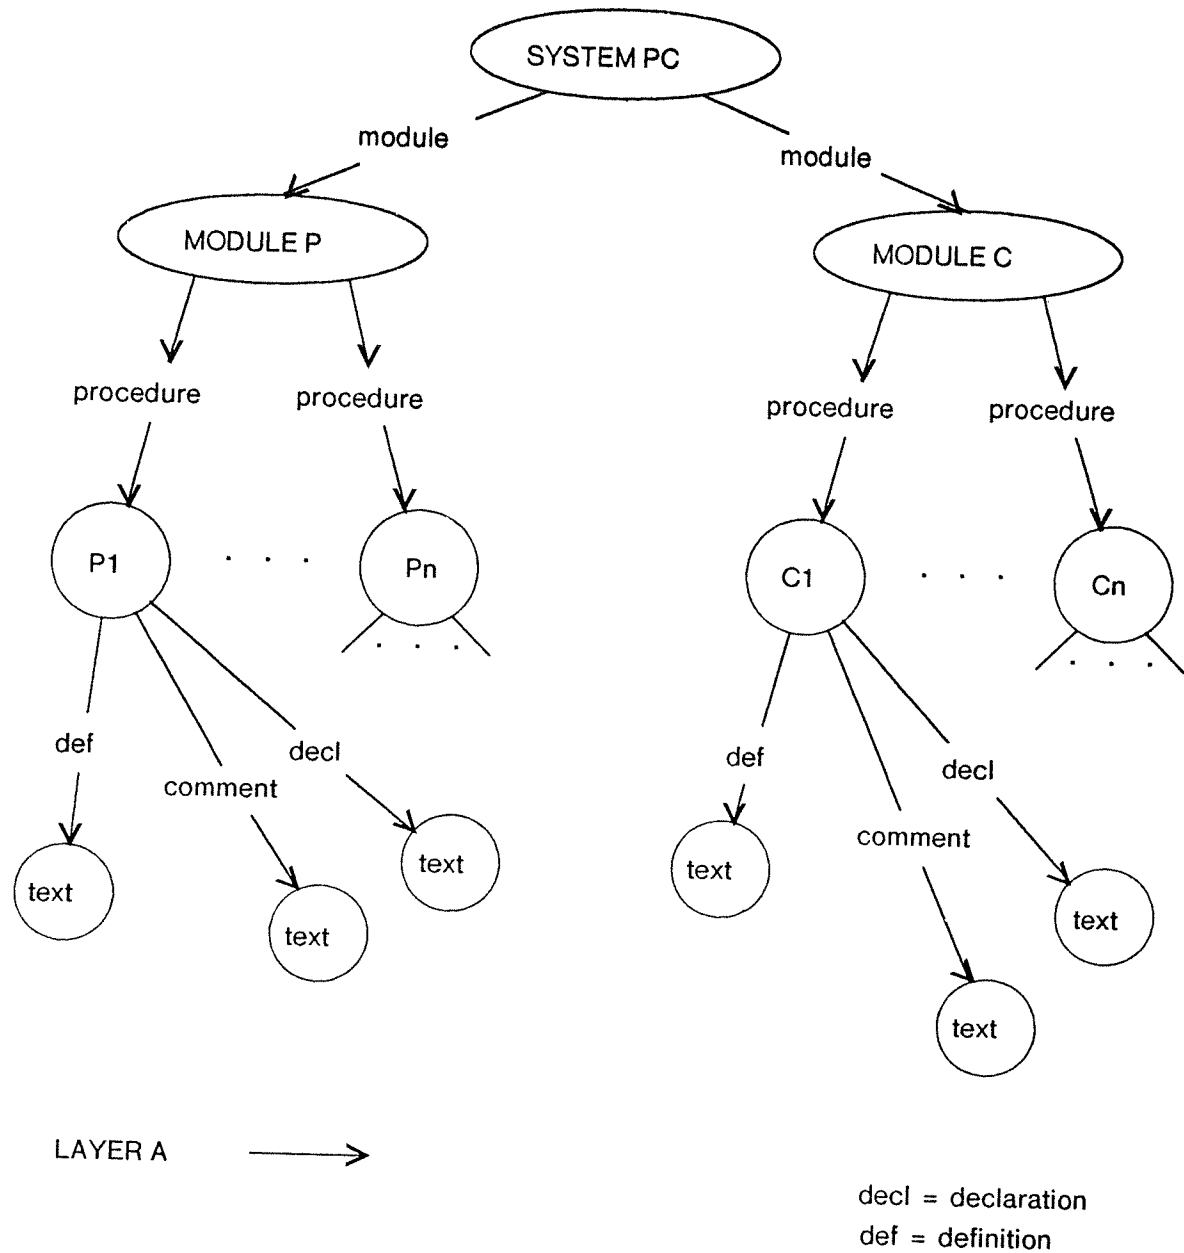 SYSTEM PC
module
module
MODULE P
MODULE C
procedure
procedure
procedure
procedure
P1
. . .
Pn
C1
. . .
Cn
. . .
. . .
def
decl
comment
def
decl
comment
text
text
text
text
text
text
LAYER A
decl = declaration
def = definition